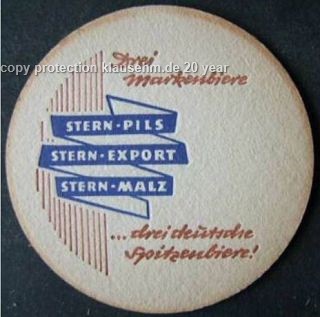 copy protection klausehm.de 20 year
Drei
Markenbiere
STERN-PILS
STERN-EXPORT
STERN-MALZ
...drei deutsche
Spitzenbiere!